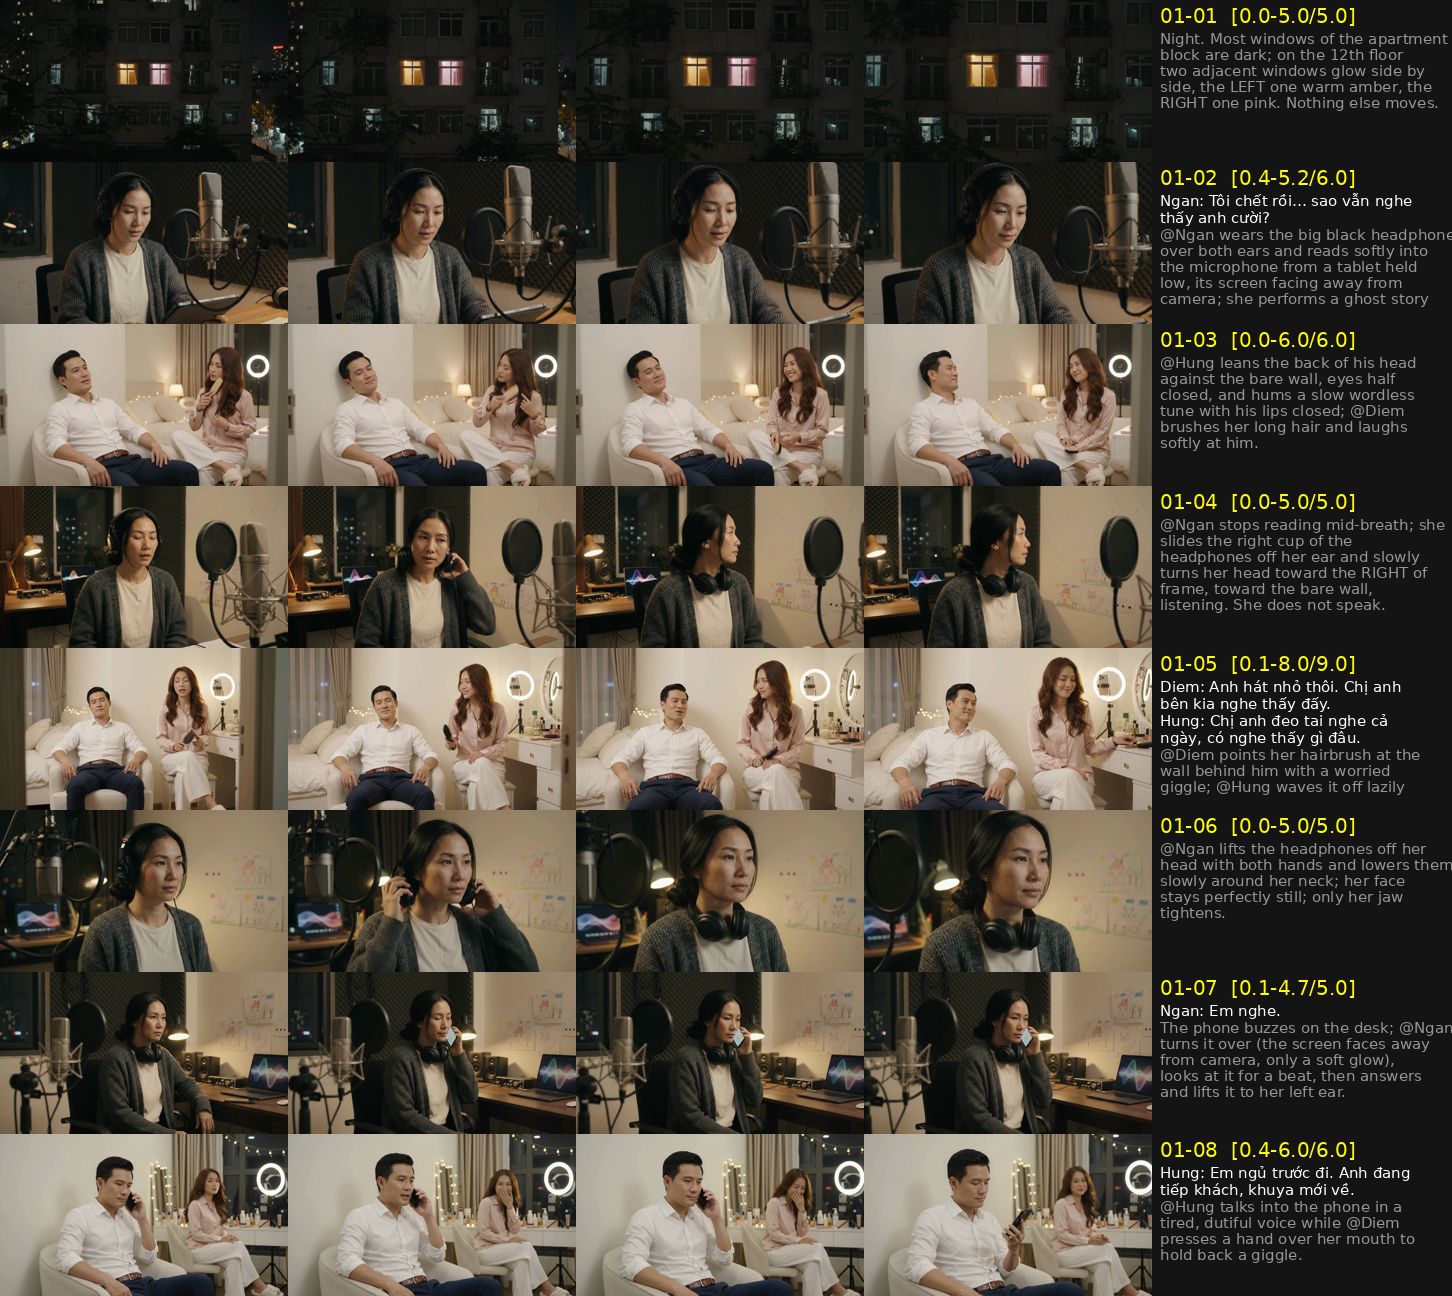 01-01 [0.0-5.0/5.0]
Night. Most windows of the apartment
block are dark; on the 12th floor
two adjacent windows glow side by
side, the LEFT one warm amber, the
RIGHT one pink. Nothing else moves.
01-02 [0.4-5.2/6.0]
Ngan: Tôi chết rồi... sao vẫn nghe
thấy anh cười?
@Ngan wears the big black headphone
over both ears and reads softly into
the microphone from a tablet held
low, its screen facing away from
camera; she performs a ghost story
01-03 [0.0-6.0/6.0]
@Hung leans the back of his head
against the bare wall, eyes half
closed, and hums a slow wordless
tune with his lips closed; @Diem
brushes her long hair and laughs
softly at him.
01-04 [0.0-5.0/5.0]
@Ngan stops reading mid-breath; she
slides the right cup of the
headphones off her ear and slowly
turns her head toward the RIGHT of
frame, toward the bare wall,
listening. She does not speak.
01-05 [0.1-8.0/9.0]
Diem: Anh hát nhỏ thôi. Chị anh
bên kia nghe thấy đấy.
Hung: Chị anh đeo tai nghe cả
ngày, có nghe thấy gì đâu.
@Diem points her hairbrush at the
wall behind him with a worried
giggle; @Hung waves it off lazily
01-06 [0.0-5.0/5.0]
@Ngan lifts the headphones off her
head with both hands and lowers them
slowly around her neck; her face
stays perfectly still; only her jaw
tightens.
01-07 [0.1-4.7/5.0]
Ngan: Em nghe.
The phone buzzes on the desk; @Ngan
turns it over (the screen faces away
from camera, only a soft glow),
looks at it for a beat, then answers
and lifts it to her left ear.
01-08 [0.4-6.0/6.0]
Hung: Em ngủ trước đi. Anh đang
tiếp khách, khuya mới về.
@Hung talks into the phone in a
tired, dutiful voice while @Diem
presses a hand over her mouth to
hold back a giggle.